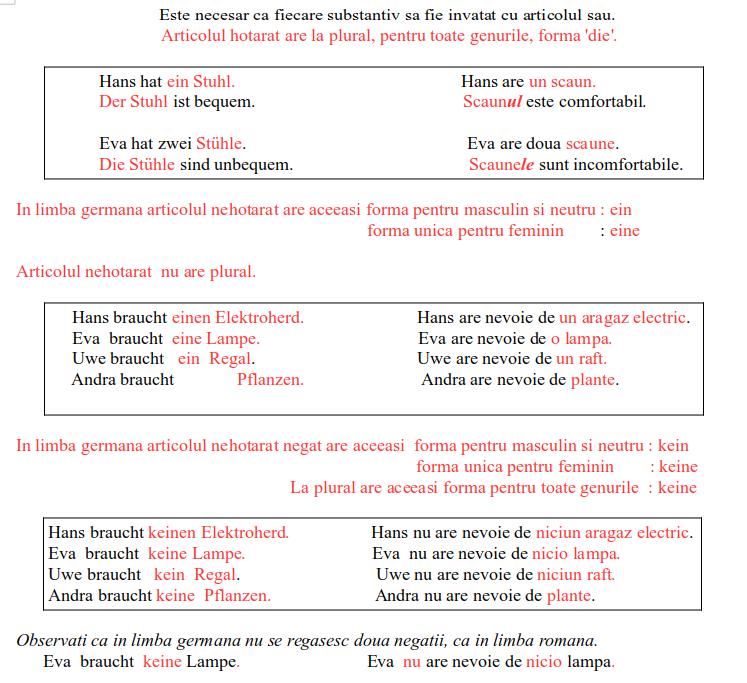 Este necesar ca fiecare substantiv sa fie invatat cu articolul sau.
Articolul hotarat are la plural, pentru toate genurile, forma 'die'.
Hans hat ein Stuhl. Hans are un scaun.
Der Stuhl ist bequem. Scaunul este comfortabil.
Eva hat zwei Stühle. Eva are doua scaune.
Die Stühle sind unbequem. Scaunele sunt incomfortabile.
In limba germana articolul nehotarat are aceeasi forma pentru masculin si neutru : ein
forma unica pentru feminin : eine
Articolul nehotarat nu are plural.
Hans braucht einen Elektroherd. Hans are nevoie de un aragaz electric.
Eva braucht eine Lampe. Eva are nevoie de o lampa.
Uwe braucht ein Regal. Uwe are nevoie de un raft.
Andra braucht Pflanzen. Andra are nevoie de plante.
In limba germana articolul nehotarat negat are aceeasi forma pentru masculin si neutru : kein
forma unica pentru feminin : keine
La plural are aceeasi forma pentru toate genurile : keine
Hans braucht keinen Elektroherd. Hans nu are nevoie de niciun aragaz electric.
Eva braucht keine Lampe. Eva nu are nevoie de nicio lampa.
Uwe braucht kein Regal. Uwe nu are nevoie de niciun raft.
Andra braucht keine Pflanzen. Andra nu are nevoie de plante.
Observati ca in limba germana nu se regasesc doua negatii, ca in limba romana.
Eva braucht keine Lampe. Eva nu are nevoie de nicio lampa.